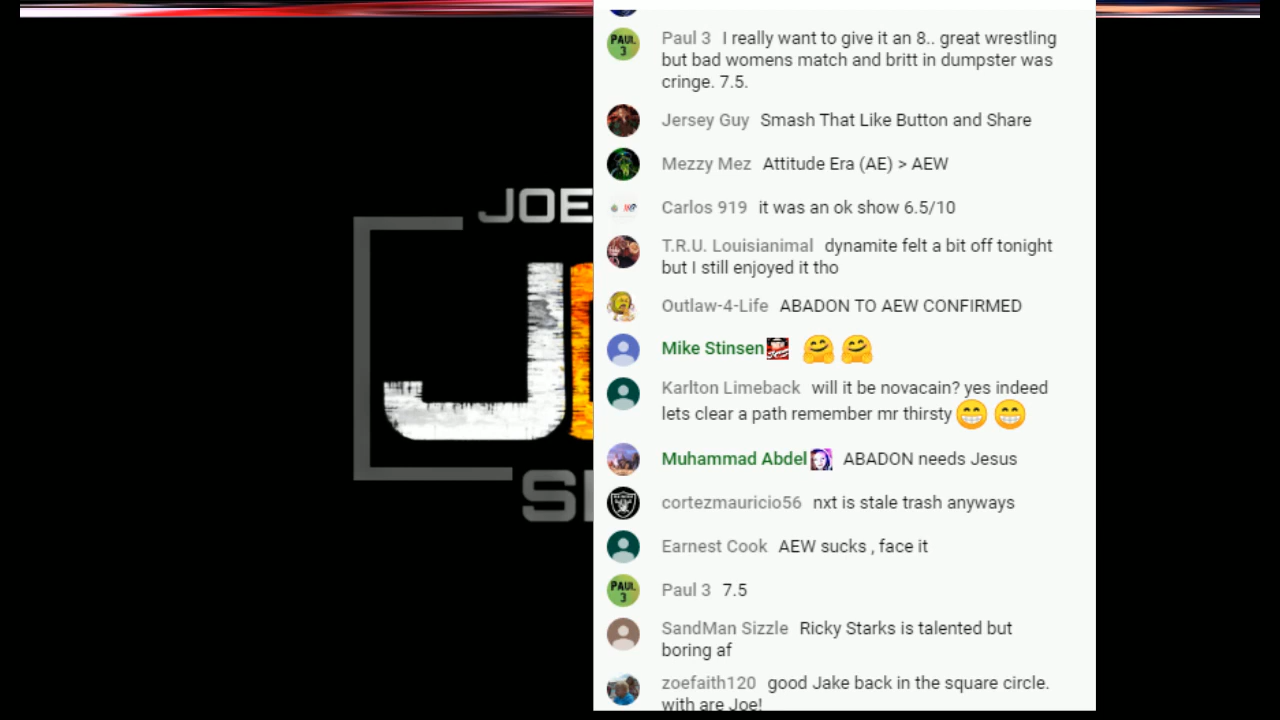 Paul 3 I really want to give it an 8.. great wrestling
but bad womens match and britt in dumpster was
cringe. 7.5.
Jersey Guy Smash That Like Button and Share
Mezzy Mez Attitude Era (AE) > AEW
Carlos 919 it was an ok show 6.5/10
T.R.U. Louisianimal dynamite felt a bit off tonight
but I still enjoyed it tho
Outlaw-4-Life ABADON TO AEW CONFIRMED
Mike Stinsen 🤗 🤗
Karlton Limeback will it be novacain? yes indeed
lets clear a path remember mr thirsty 😁 😁
Muhammad Abdel ABADON needs Jesus
cortezmauricio56 nxt is stale trash anyways
Earnest Cook AEW sucks , face it
Paul 3 7.5
SandMan Sizzle Ricky Starks is talented but
boring af
zoefaith120 good Jake back in the square circle.
with are Joe!
JOE
J
S
PAUL
3
PAUL
3